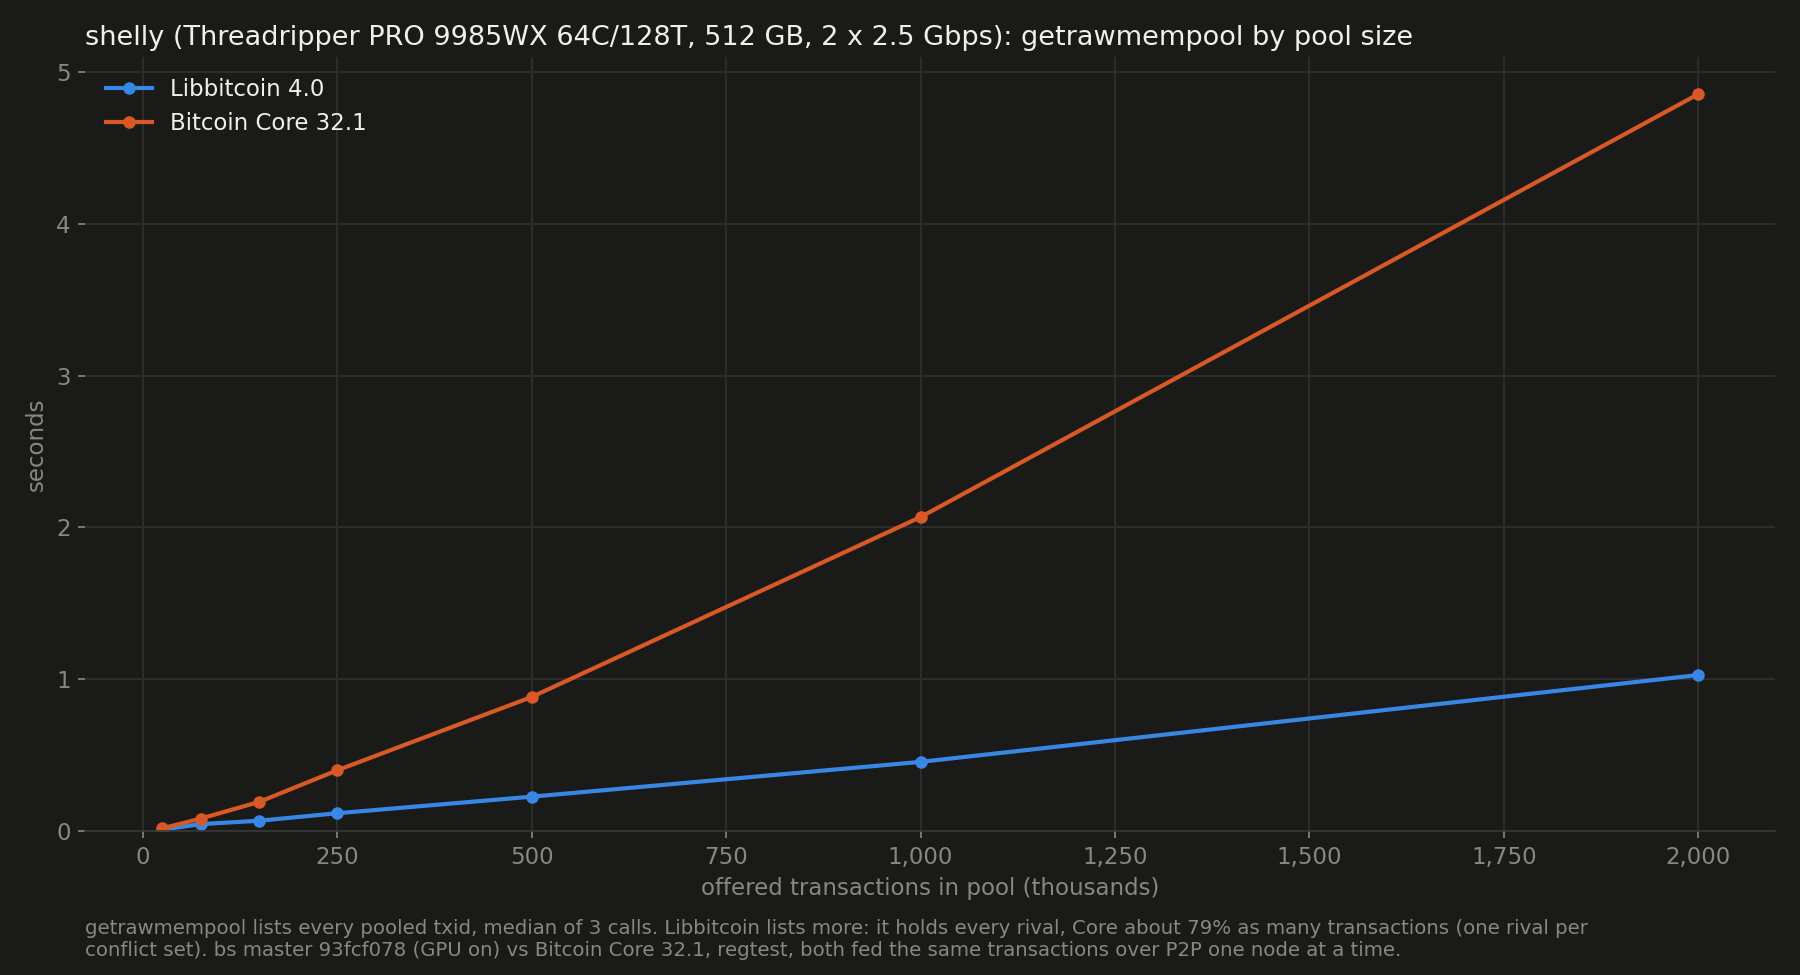 shelly (Threadripper PRO 9985WX 64C/128T, 512 GB, 2 x 2.5 Gbps): getrawmempool by pool size
Libbitcoin 4.0
Bitcoin Core 32.1
5
4
3
2
1
0
seconds
0
250
500
750
1,000
1,250
1,500
1,750
2,000
offered transactions in pool (thousands)
getrawmempool lists every pooled txid, median of 3 calls. Libbitcoin lists more: it holds every rival, Core about 79% as many transactions (one rival per
conflict set). bs master 93fcf078 (GPU on) vs Bitcoin Core 32.1, regtest, both fed the same transactions over P2P one node at a time.